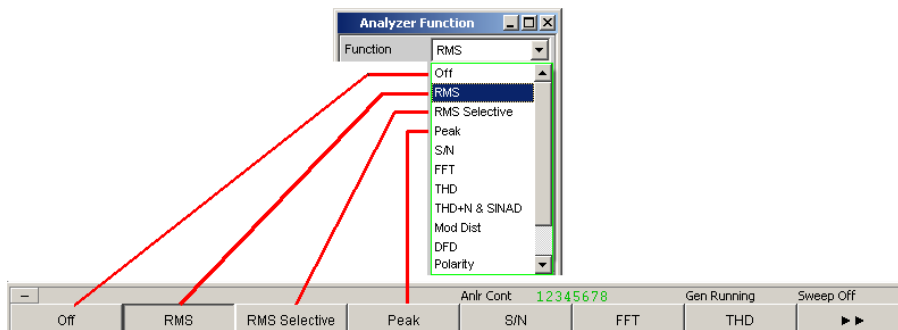 Analyzer Function
Function RMS
Off
RMS
RMS Selective
Peak
S/N
FFT
THD
THD+N & SINAD
Mod Dist
DFD
Polarity
Anlr Cont 12345678 Gen Running Sweep Off
Off RMS RMS Selective Peak S/N FFT THD